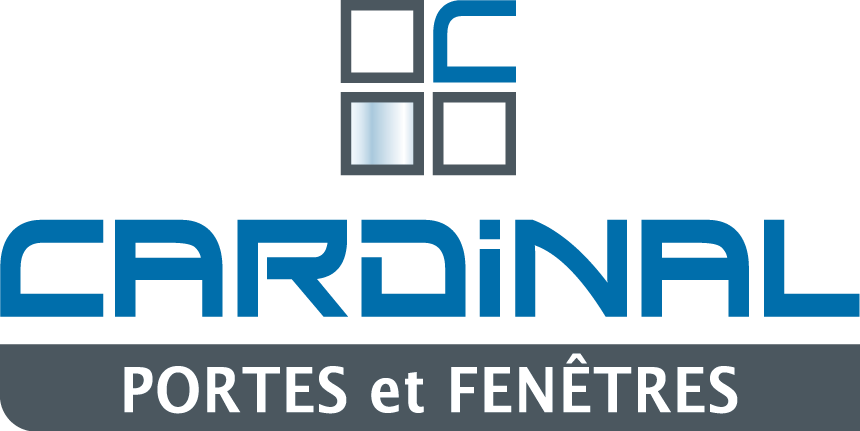 CARDiNAL
PORTES et FENÊTRES